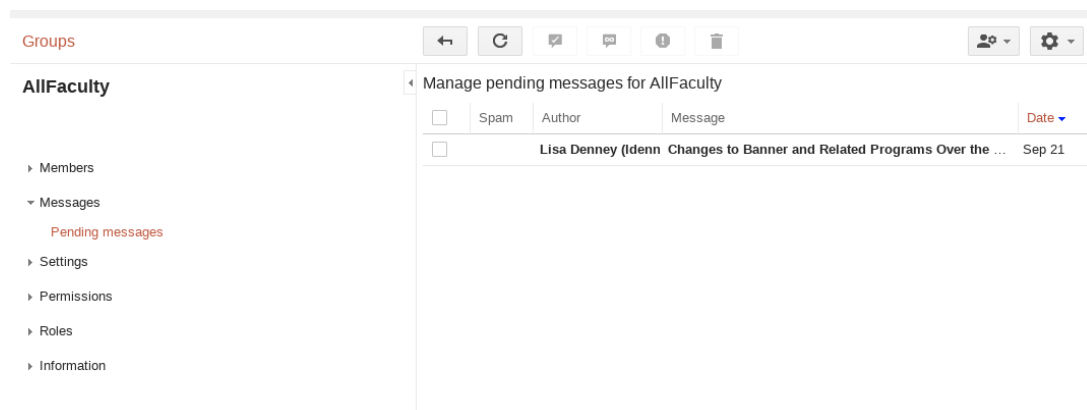 Groups
AllFaculty
Members
Messages
Pending messages
Settings
Permissions
Roles
Information
Manage pending messages for AllFaculty
Spam Author Message Date
Lisa Denney (ldenn Changes to Banner and Related Programs Over the ... Sep 21